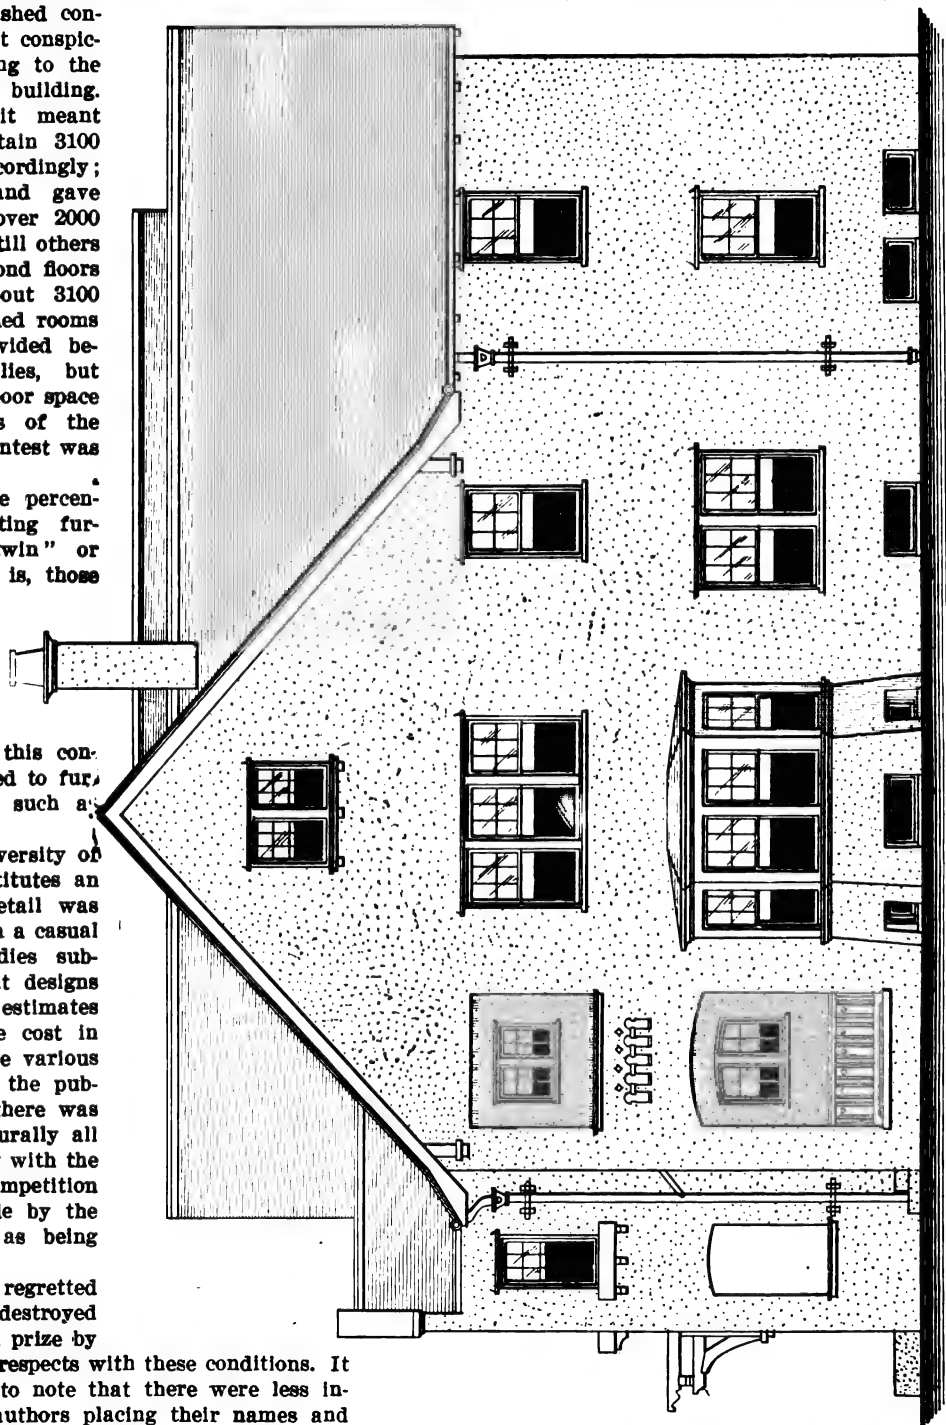 shed con-
t conspic-
ng to the
building.
it meant
tain 3100
cordingly;
and gave
over 2000
till others
ond floors
out 3100
ed rooms
vided be-
lies, but
oor space
s of the
ntest was
e percen-
ting fur-
win" or
is, those
this con-
ed to fur-
such a
versity of
titutes an
etail was
a casual
dies sub-
t designs
estimates
e cost in
e various
the pub-
there was
urally all
with the
mpetition
le by the
as being
regretted
destroyed
prize by
respects with these conditions. It
to note that there were less in-
authors placing their names and